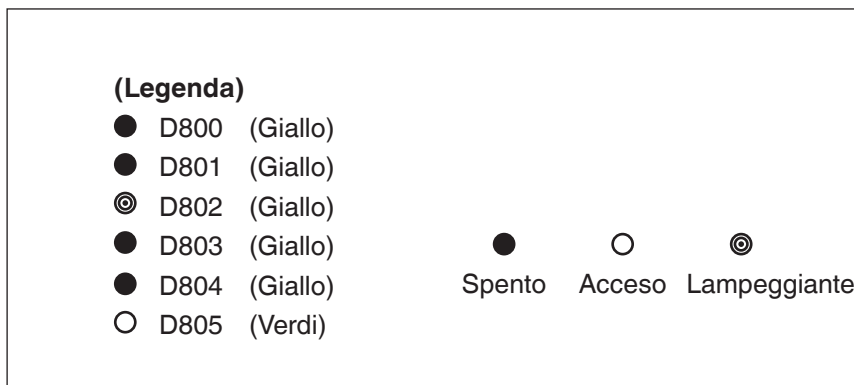 (Legenda)
D800 (Giallo)
D801 (Giallo)
D802 (Giallo)
D803 (Giallo)
D804 (Giallo)
D805 (Verdi)
Spento Acceso Lampeggiante